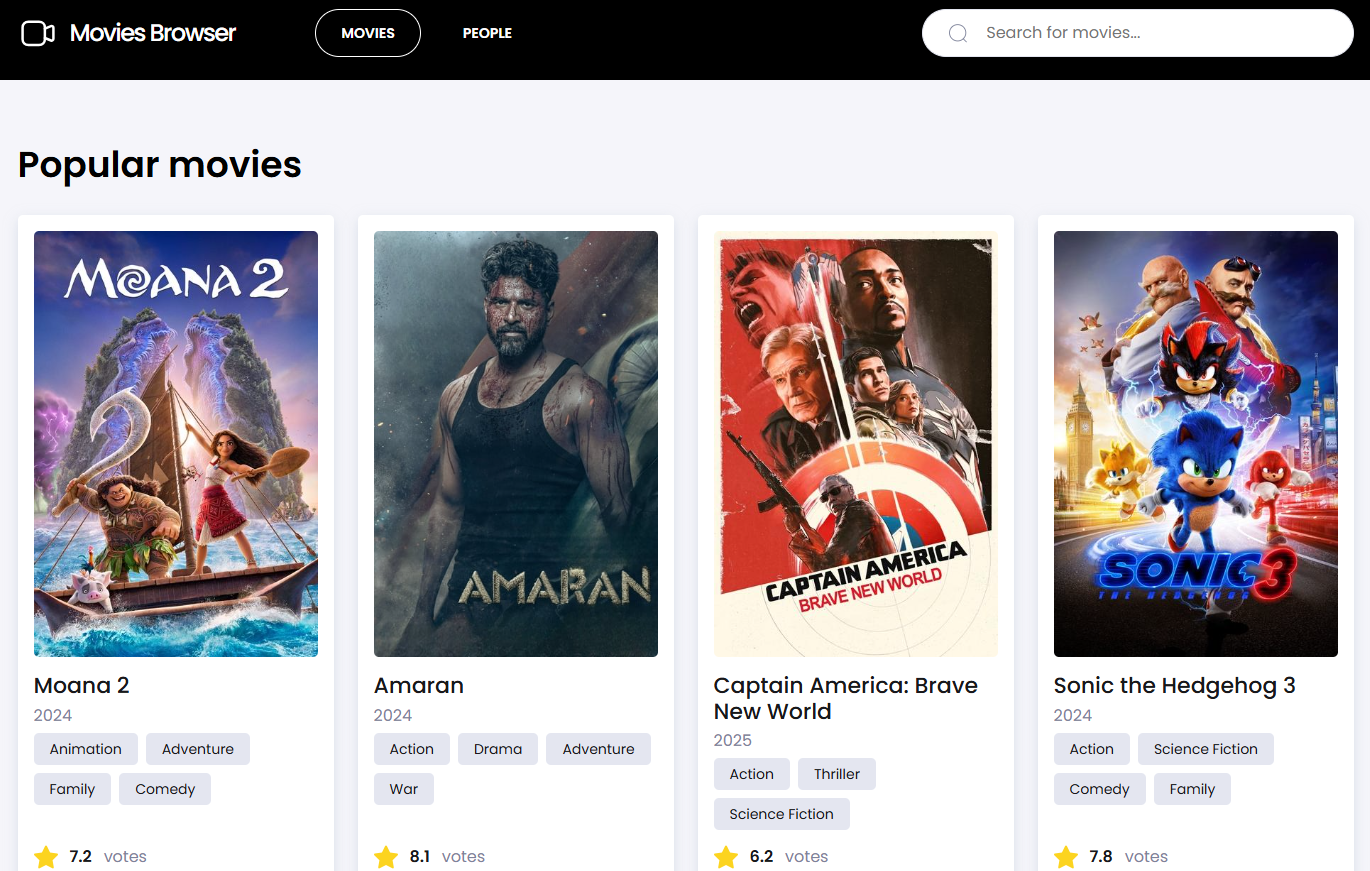 Movies Browser
MOVIES
PEOPLE
Search for movies...
Popular movies
MOANA 2
AMARAN
CAPTAIN AMERICA
BRAVE NEW WORLD
SONIC 3
THE HEDGEHOG
Moana 2
2024
Animation Adventure
Family Comedy
7.2 votes
Amaran
2024
Action Drama Adventure
War
8.1 votes
Captain America: Brave
New World
2025
Action Thriller
Science Fiction
6.2 votes
Sonic the Hedgehog 3
2024
Action Science Fiction
Comedy Family
7.8 votes